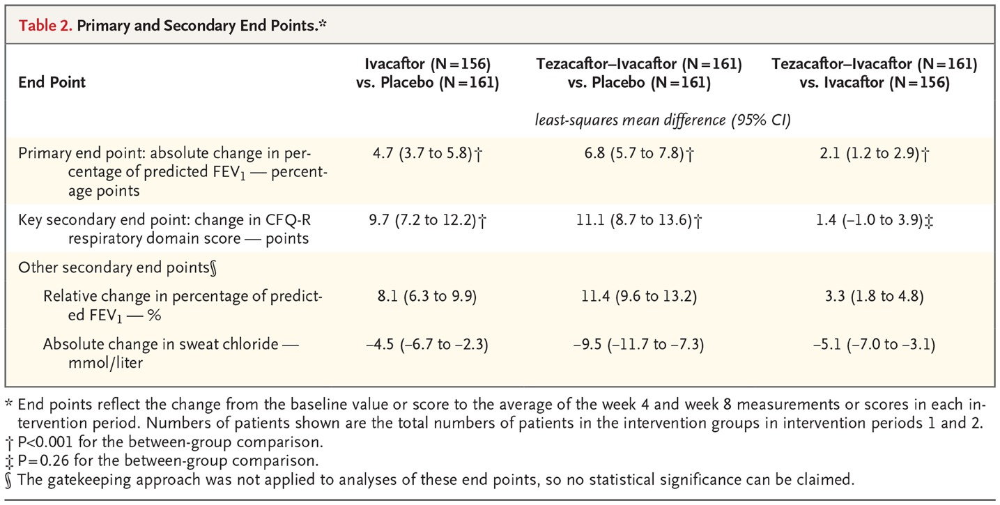 Table 2. Primary and Secondary End Points.*
End Point
Ivacaftor (N=156)
vs. Placebo (N=161)
Tezacaftor–Ivacaftor (N=161)
vs. Placebo (N=161)
Tezacaftor–Ivacaftor (N=161)
vs. Ivacaftor (N=156)
least-squares mean difference (95% CI)
Primary end point: absolute change in per-
centage of predicted FEV₁ — percent-
age points
4.7 (3.7 to 5.8)†
6.8 (5.7 to 7.8)†
2.1 (1.2 to 2.9)†
Key secondary end point: change in CFQ-R
respiratory domain score — points
9.7 (7.2 to 12.2)†
11.1 (8.7 to 13.6)†
1.4 (–1.0 to 3.9)‡
Other secondary end points§
Relative change in percentage of predict-
ed FEV₁ — %
8.1 (6.3 to 9.9)
11.4 (9.6 to 13.2)
3.3 (1.8 to 4.8)
Absolute change in sweat chloride —
mmol/liter
–4.5 (–6.7 to –2.3)
–9.5 (–11.7 to –7.3)
–5.1 (–7.0 to –3.1)
* End points reflect the change from the baseline value or score to the average of the week 4 and week 8 measurements or scores in each in-
tervention period. Numbers of patients shown are the total numbers of patients in the intervention groups in intervention periods 1 and 2.
† P<0.001 for the between-group comparison.
‡ P=0.26 for the between-group comparison.
§ The gatekeeping approach was not applied to analyses of these end points, so no statistical significance can be claimed.